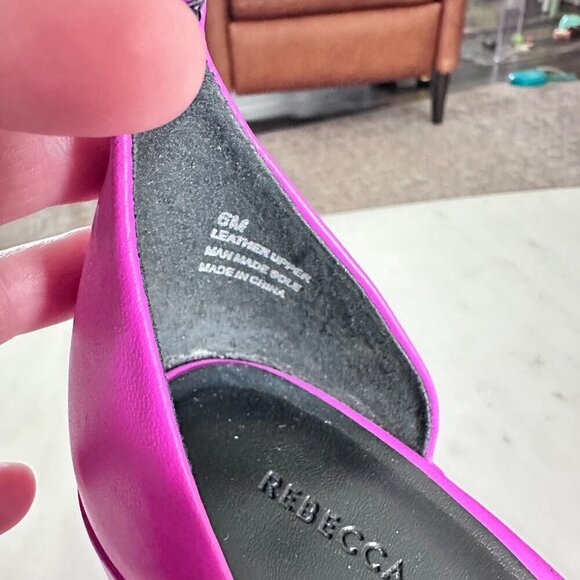 6M
LEATHER UPPER
MAN MADE SOLE
MADE IN CHINA
REBECCA